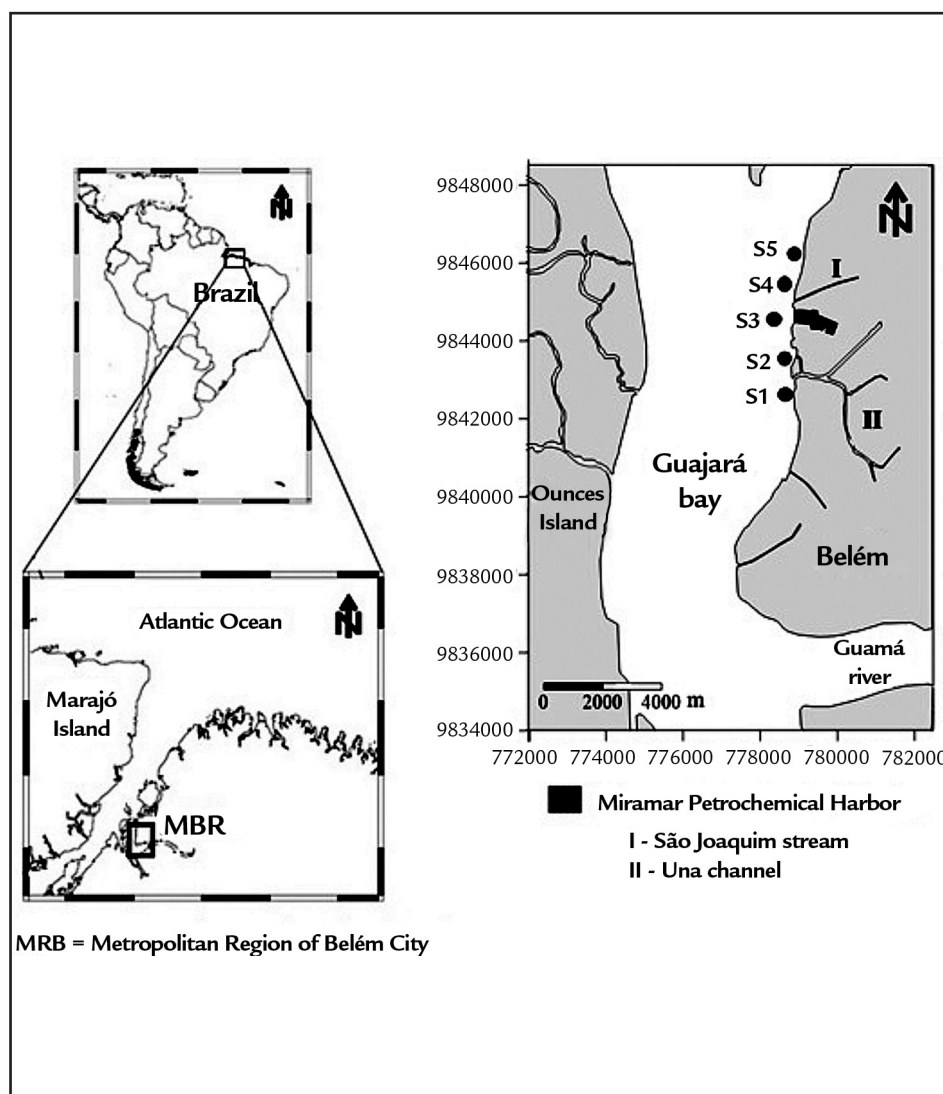 N
Brazil
Atlantic Ocean
N
Marajó
Island
MBR
MRB = Metropolitan Region of Belém City
9848000
9846000
9844000
9842000
9840000
9838000
9836000
9834000
772000 774000 776000 778000 780000 782000
N
S5
S4
S3
S2
S1
I
II
Guajará
bay
Ounces
Island
Belém
Guamá
river
0 2000 4000 m
Miramar Petrochemical Harbor
I - São Joaquim stream
II - Una channel